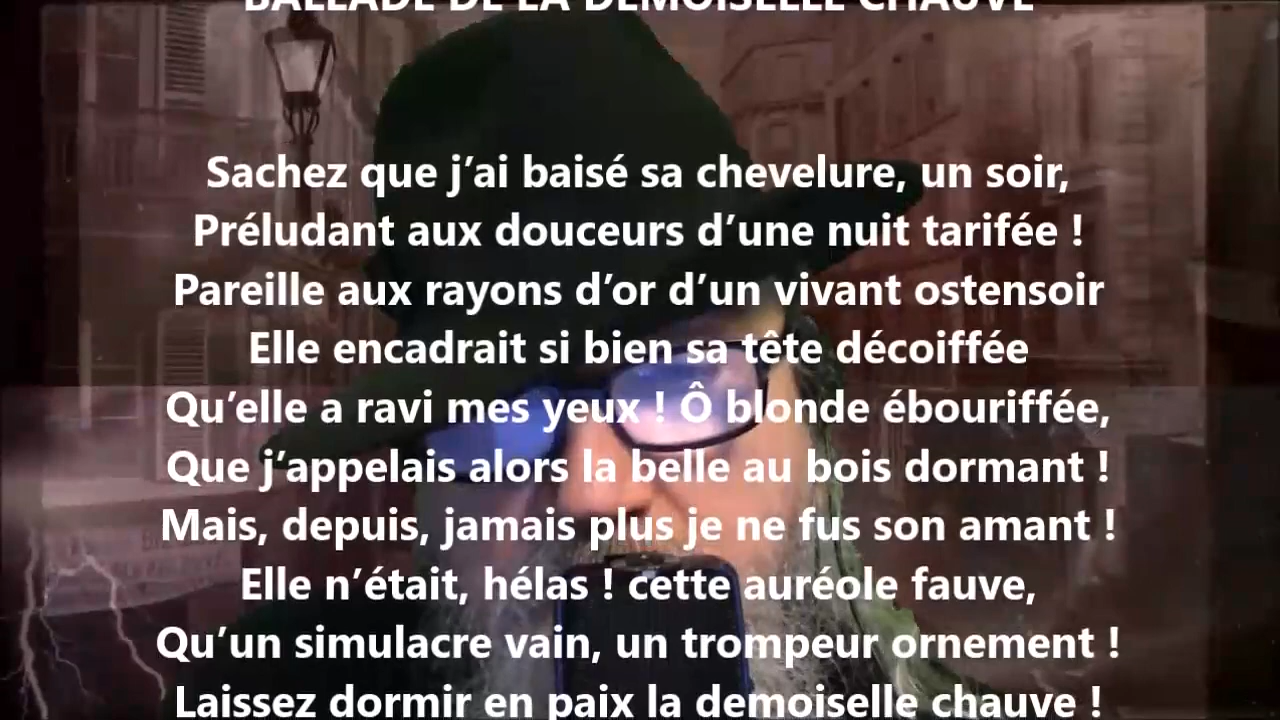 BALLADE DE LA DEMOISELLE CHAUVE
Sachez que j’ai baisé sa chevelure, un soir,
Préludant aux douceurs d’une nuit tarifée !
Pareille aux rayons d’or d’un vivant ostensoir
Elle encadrait si bien sa tête décoiffée
Qu’elle a ravi mes yeux ! Ô blonde ébouriffée,
Que j’appelais alors la belle au bois dormant !
Mais, depuis, jamais plus je ne fus son amant !
Elle n’était, hélas ! cette auréole fauve,
Qu’un simulacre vain, un trompeur ornement !
Laissez dormir en paix la demoiselle chauve !